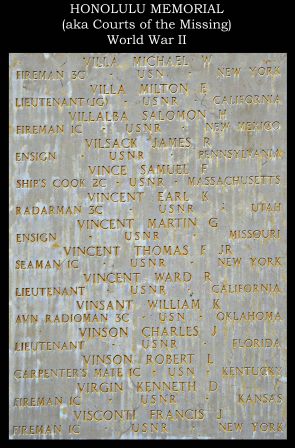 HONOLULU MEMORIAL
(aka Courts of the Missing)
World War II
VILLA MICHAEL W
FIREMAN 3C · USN · NEW YORK
VILLA MILTON E
LIEUTENANT (JG) · USNR · CALIFORNIA
VILLALBA SALOMON H
FIREMAN 1C · USNR · NEW MEXICO
VILSACK JAMES R
ENSIGN · USNR · PENNSYLVANIA
VINCE SAMUEL F
SHIP'S COOK 2C · USNR · MASSACHUSETTS
VINCENT EARL K
RADARMAN 3C · USNR · UTAH
VINCENT MARTIN G
ENSIGN · USNR · MISSOURI
VINCENT THOMAS F JR
SEAMAN 1C · USNR · NEW YORK
VINCENT WARD R
LIEUTENANT · USNR · CALIFORNIA
VINSANT WILLIAM K
AVN RADIOMAN 3C · USN · OKLAHOMA
VINSON CHARLES J
LIEUTENANT · USNR · FLORIDA
VINSON ROBERT L
CARPENTER'S MATE 1C · USN · KENTUCKY
VIRGIN KENNETH D
FIREMAN 1C · USNR · KANSAS
VISCONTI FRANCIS J
FIREMAN 1C · USNR · NEW YORK